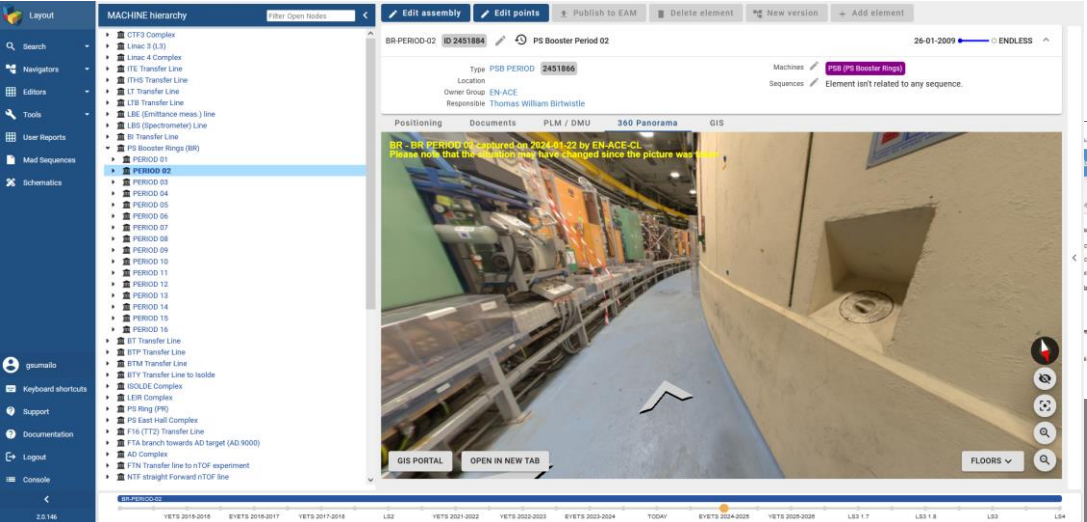 Layout
Search
Navigators
Editors
Tools
User Reports
Mad Sequences
Schematics
gsumailo
Keyboard shortcuts
Support
Documentation
Logout
Console
2.0.146
MACHINE hierarchy
Filter Open Nodes
CTF3 Complex
Linac 3 (L3)
Linac 4 Complex
ITE Transfer Line
ITHS Transfer Line
LT Transfer Line
LTB Transfer Line
LBE (Emittance meas.) line
LBS (Spectrometer) Line
BI Transfer Line
PS Booster Rings (BR)
PERIOD 01
PERIOD 02
PERIOD 03
PERIOD 04
PERIOD 05
PERIOD 06
PERIOD 07
PERIOD 08
PERIOD 09
PERIOD 10
PERIOD 11
PERIOD 12
PERIOD 13
PERIOD 14
PERIOD 15
PERIOD 16
BT Transfer Line
BTP Transfer Line
BTM Transfer Line
BTY Transfer Line to Isolde
ISOLDE Complex
LEIR Complex
PS Ring (PR)
PS East Hall Complex
F16 (TT2) Transfer Line
FTA branch towards AD target (AD.9000)
AD Complex
FTN Transfer line to nTOF experiment
NTF straight Forward nTOF line
Edit assembly Edit points Publish to EAM Delete element New version + Add element
BR-PERIOD-02 ID 2451884 PS Booster Period 02 26-01-2009 ENDLESS
Type PSB PERIOD 2451866
Location
Owner Group EN-ACE
Responsible Thomas William Birtwistle
Machines PSB (PS Booster Rings)
Sequences Element isn't related to any sequence.
Positioning Documents PLM / DMU 360 Panorama GIS
BR - BR PERIOD 02 captured on 2024-01-22 by EN-ACE-CL
Please note that the situation may have changed since the picture was
GIS PORTAL OPEN IN NEW TAB FLOORS
BR-PERIOD-02
YETS 2015-2016 EYETS 2016-2017 YETS 2017-2018 LS2 YETS 2021-2022 YETS 2022-2023 EYETS 2023-2024 TODAY EYETS 2024-2025 YETS 2025-2026 LS3 1.7 LS3 1.8 LS3 LS4